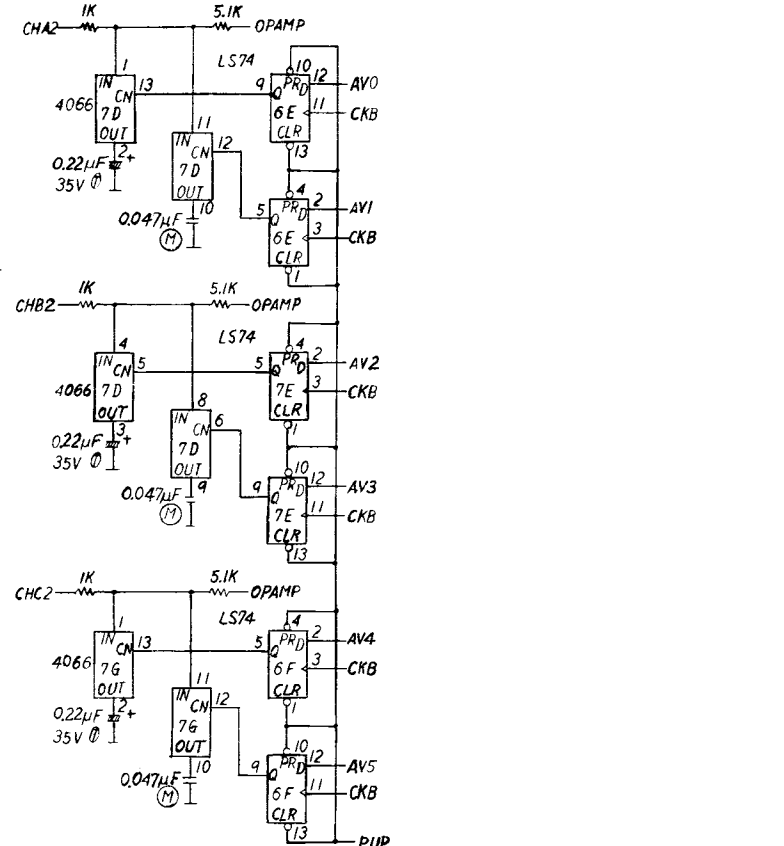 1K 5.1K
CHA2 OPAMP
LS74
1 10
IN 13 9 PR D 12 AV0
4066 CN Q 11 CKB
7D 6E
OUT 11 CLR
2 + IN 12 13
0.22µF CN
35V T 7D 4
OUT 5 PR D 2 AV1
0.047µF 10 Q 3 CKB
M 6E
CLR
1
1K 5.1K
CHB2 OPAMP
LS74
4 4
IN 5 5 PR D 2 AV2
4066 CN Q 3 CKB
7D 7E
OUT 8 CLR
3 + IN 6 1
0.22µF CN
35V T 7D 10
OUT 9 PR D 12 AV3
0.047µF 9 Q 11 CKB
M 7E
CLR
13
1K 5.1K
CHC2 OPAMP
LS74
1 4
IN 13 5 PR D 2 AV4
4066 CN Q 3 CKB
7G 6F
OUT 11 CLR
2 + IN 12 1
0.22µF CN
35V T 7G 10
OUT 9 PR D 12 AV5
0.047µF 10 Q 11 CKB
M 6F
CLR
13
PUP